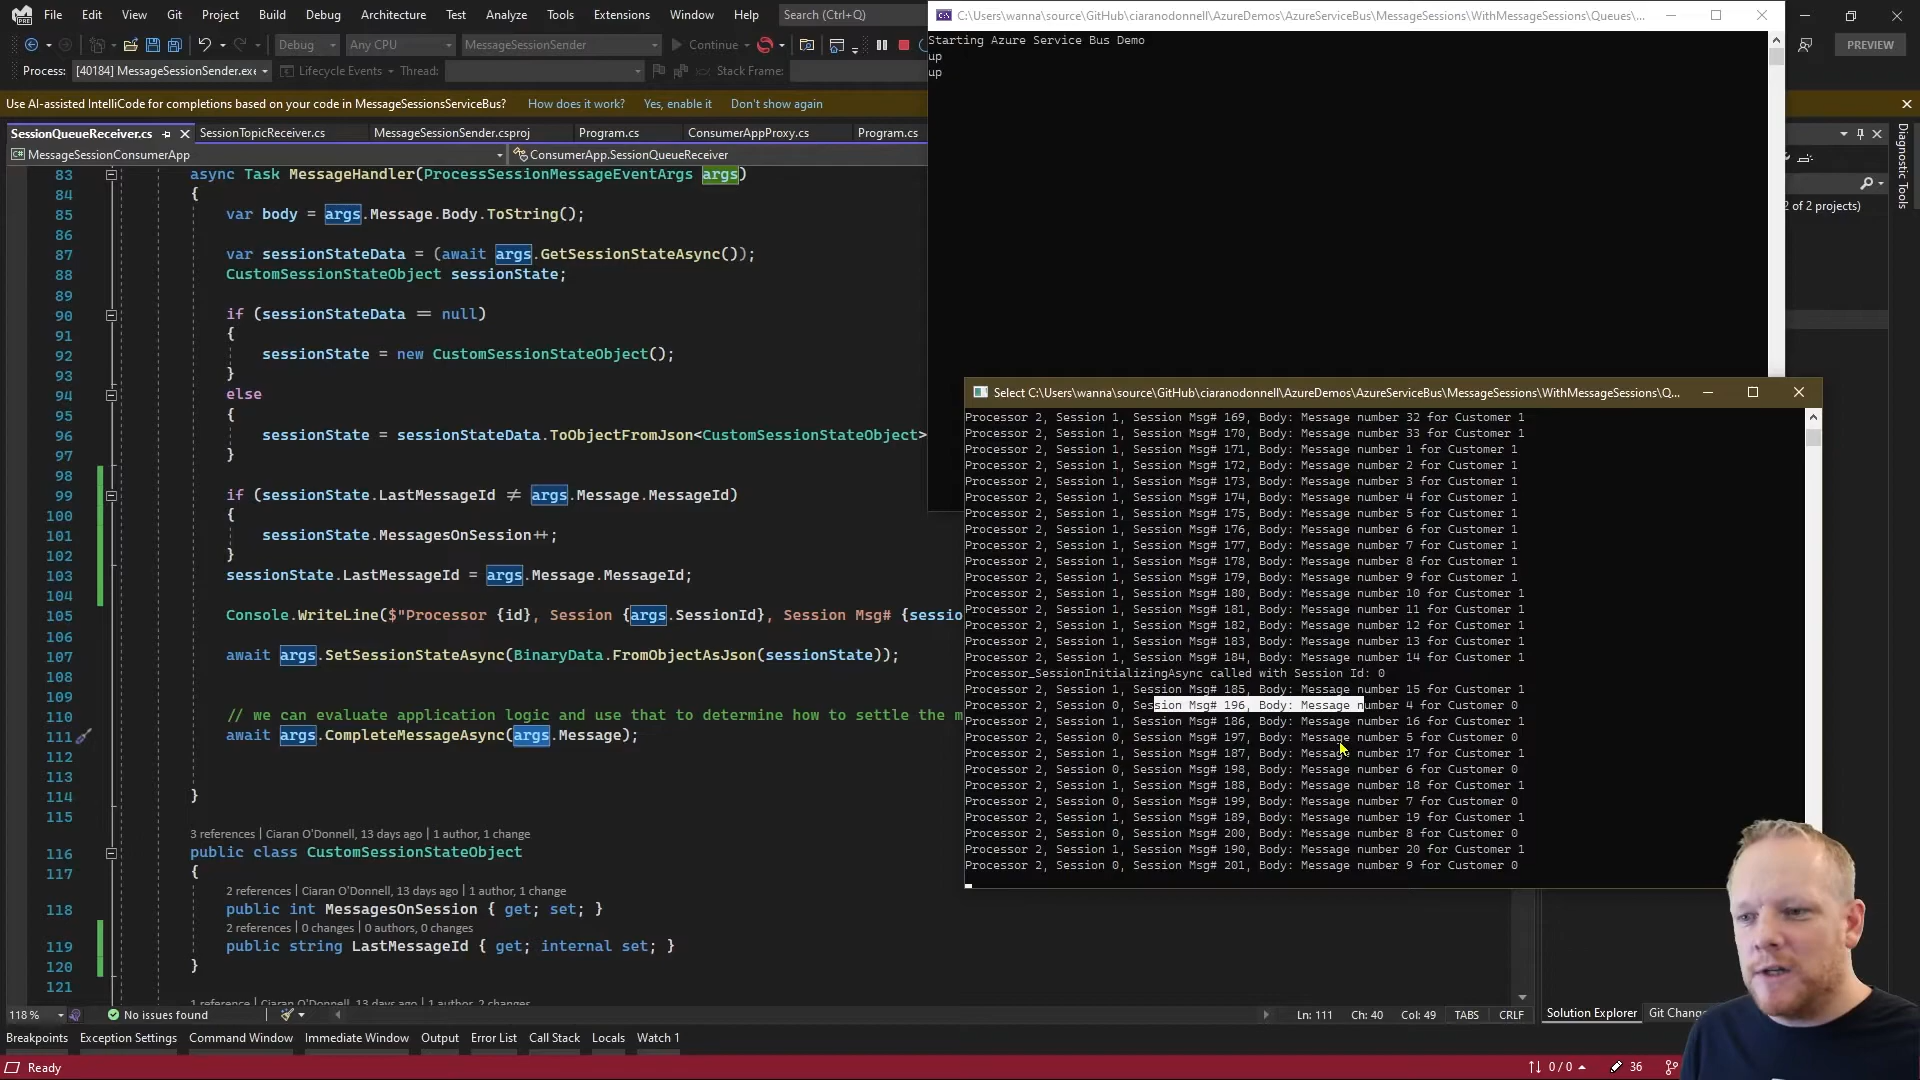 File Edit View Git Project Build Debug Architecture Test Analyze Tools Extensions Window Help Search (Ctrl+Q)
Debug Any CPU MessageSessionSender Continue PREVIEW
Process: [40184] MessageSessionSender.exe Lifecycle Events Thread: Stack Frame:
Use AI-assisted IntelliCode for completions based on your code in MessageSessionsServiceBus? How does it work? Yes, enable it Don't show again
SessionQueueReceiver.cs SessionTopicReceiver.cs MessageSessionSender.csproj Program.cs ConsumerAppProxy.cs Program.cs
MessageSessionConsumerApp ConsumerApp.SessionQueueReceiver
83 async Task MessageHandler(ProcessSessionMessageEventArgs args)
84 {
85 var body = args.Message.Body.ToString();
86
87 var sessionStateData = (await args.GetSessionStateAsync());
88 CustomSessionStateObject sessionState;
89
90 if (sessionStateData == null)
91 {
92 sessionState = new CustomSessionStateObject();
93 }
94 else
95 {
96 sessionState = sessionStateData.ToObjectFromJson<CustomSessionStateObject>
97 }
98
99 if (sessionState.LastMessageId ≠ args.Message.MessageId)
100 {
101 sessionState.MessagesOnSession++;
102 }
103 sessionState.LastMessageId = args.Message.MessageId;
104
105 Console.WriteLine($"Processor {id}, Session {args.SessionId}, Session Msg# {sessio
106
107 await args.SetSessionStateAsync(BinaryData.FromObjectAsJson(sessionState));
108
109
110 // we can evaluate application logic and use that to determine how to settle the m
111 await args.CompleteMessageAsync(args.Message);
112
113
114 }
115
3 references | Ciaran O'Donnell, 13 days ago | 1 author, 1 change
116 public class CustomSessionStateObject
117 {
2 references | Ciaran O'Donnell, 13 days ago | 1 author, 1 change
118 public int MessagesOnSession { get; set; }
2 references | 0 changes | 0 authors, 0 changes
119 public string LastMessageId { get; internal set; }
120 }
121
1 reference | Ciaran O'Donnell, 13 days ago | 1 author, 2 changes
118 % No issues found Ln: 111 Ch: 40 Col: 49 TABS CRLF
Breakpoints Exception Settings Command Window Immediate Window Output Error List Call Stack Locals Watch 1
Ready 0 / 0 36
C:\Users\wanna\source\GitHub\ciaranodonnell\AzureDemos\AzureServiceBus\MessageSessions\WithMessageSessions\Queues\...
Starting Azure Service Bus Demo
up
up
Select C:\Users\wanna\source\GitHub\ciaranodonnell\AzureDemos\AzureServiceBus\MessageSessions\WithMessageSessions\Q...
Processor 2, Session 1, Session Msg# 169, Body: Message number 32 for Customer 1
Processor 2, Session 1, Session Msg# 170, Body: Message number 33 for Customer 1
Processor 2, Session 1, Session Msg# 171, Body: Message number 1 for Customer 1
Processor 2, Session 1, Session Msg# 172, Body: Message number 2 for Customer 1
Processor 2, Session 1, Session Msg# 173, Body: Message number 3 for Customer 1
Processor 2, Session 1, Session Msg# 174, Body: Message number 4 for Customer 1
Processor 2, Session 1, Session Msg# 175, Body: Message number 5 for Customer 1
Processor 2, Session 1, Session Msg# 176, Body: Message number 6 for Customer 1
Processor 2, Session 1, Session Msg# 177, Body: Message number 7 for Customer 1
Processor 2, Session 1, Session Msg# 178, Body: Message number 8 for Customer 1
Processor 2, Session 1, Session Msg# 179, Body: Message number 9 for Customer 1
Processor 2, Session 1, Session Msg# 180, Body: Message number 10 for Customer 1
Processor 2, Session 1, Session Msg# 181, Body: Message number 11 for Customer 1
Processor 2, Session 1, Session Msg# 182, Body: Message number 12 for Customer 1
Processor 2, Session 1, Session Msg# 183, Body: Message number 13 for Customer 1
Processor 2, Session 1, Session Msg# 184, Body: Message number 14 for Customer 1
Processor_SessionInitializingAsync called with Session Id: 0
Processor 2, Session 1, Session Msg# 185, Body: Message number 15 for Customer 1
Processor 2, Session 0, Session Msg# 196, Body: Message number 4 for Customer 0
Processor 2, Session 1, Session Msg# 186, Body: Message number 16 for Customer 1
Processor 2, Session 0, Session Msg# 197, Body: Message number 5 for Customer 0
Processor 2, Session 1, Session Msg# 187, Body: Message number 17 for Customer 1
Processor 2, Session 0, Session Msg# 198, Body: Message number 6 for Customer 0
Processor 2, Session 1, Session Msg# 188, Body: Message number 18 for Customer 1
Processor 2, Session 0, Session Msg# 199, Body: Message number 7 for Customer 0
Processor 2, Session 1, Session Msg# 189, Body: Message number 19 for Customer 1
Processor 2, Session 0, Session Msg# 200, Body: Message number 8 for Customer 0
Processor 2, Session 1, Session Msg# 190, Body: Message number 20 for Customer 1
Processor 2, Session 0, Session Msg# 201, Body: Message number 9 for Customer 0
2 of 2 projects)
Diagnostic Tools
Solution Explorer Git Chang